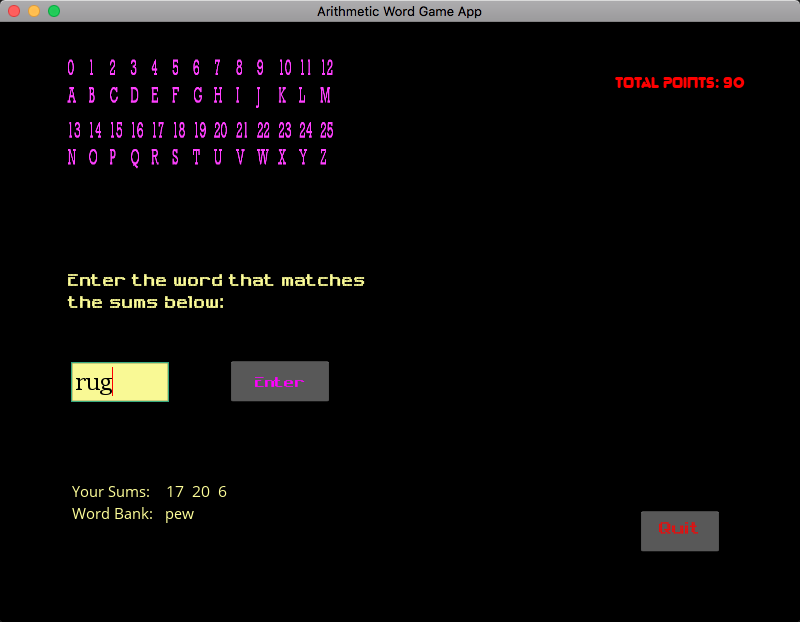 Arithmetic Word Game App
0 1 2 3 4 5 6 7 8 9 10 11 12
A B C D E F G H I J K L M
TOTAL POINTS: 90
13 14 15 16 17 18 19 20 21 22 23 24 25
N O P Q R S T U V W X Y Z
Enter the word that matches
the sums below:
rug
Enter
Your Sums: 17 20 6
Word Bank: pew
Quit